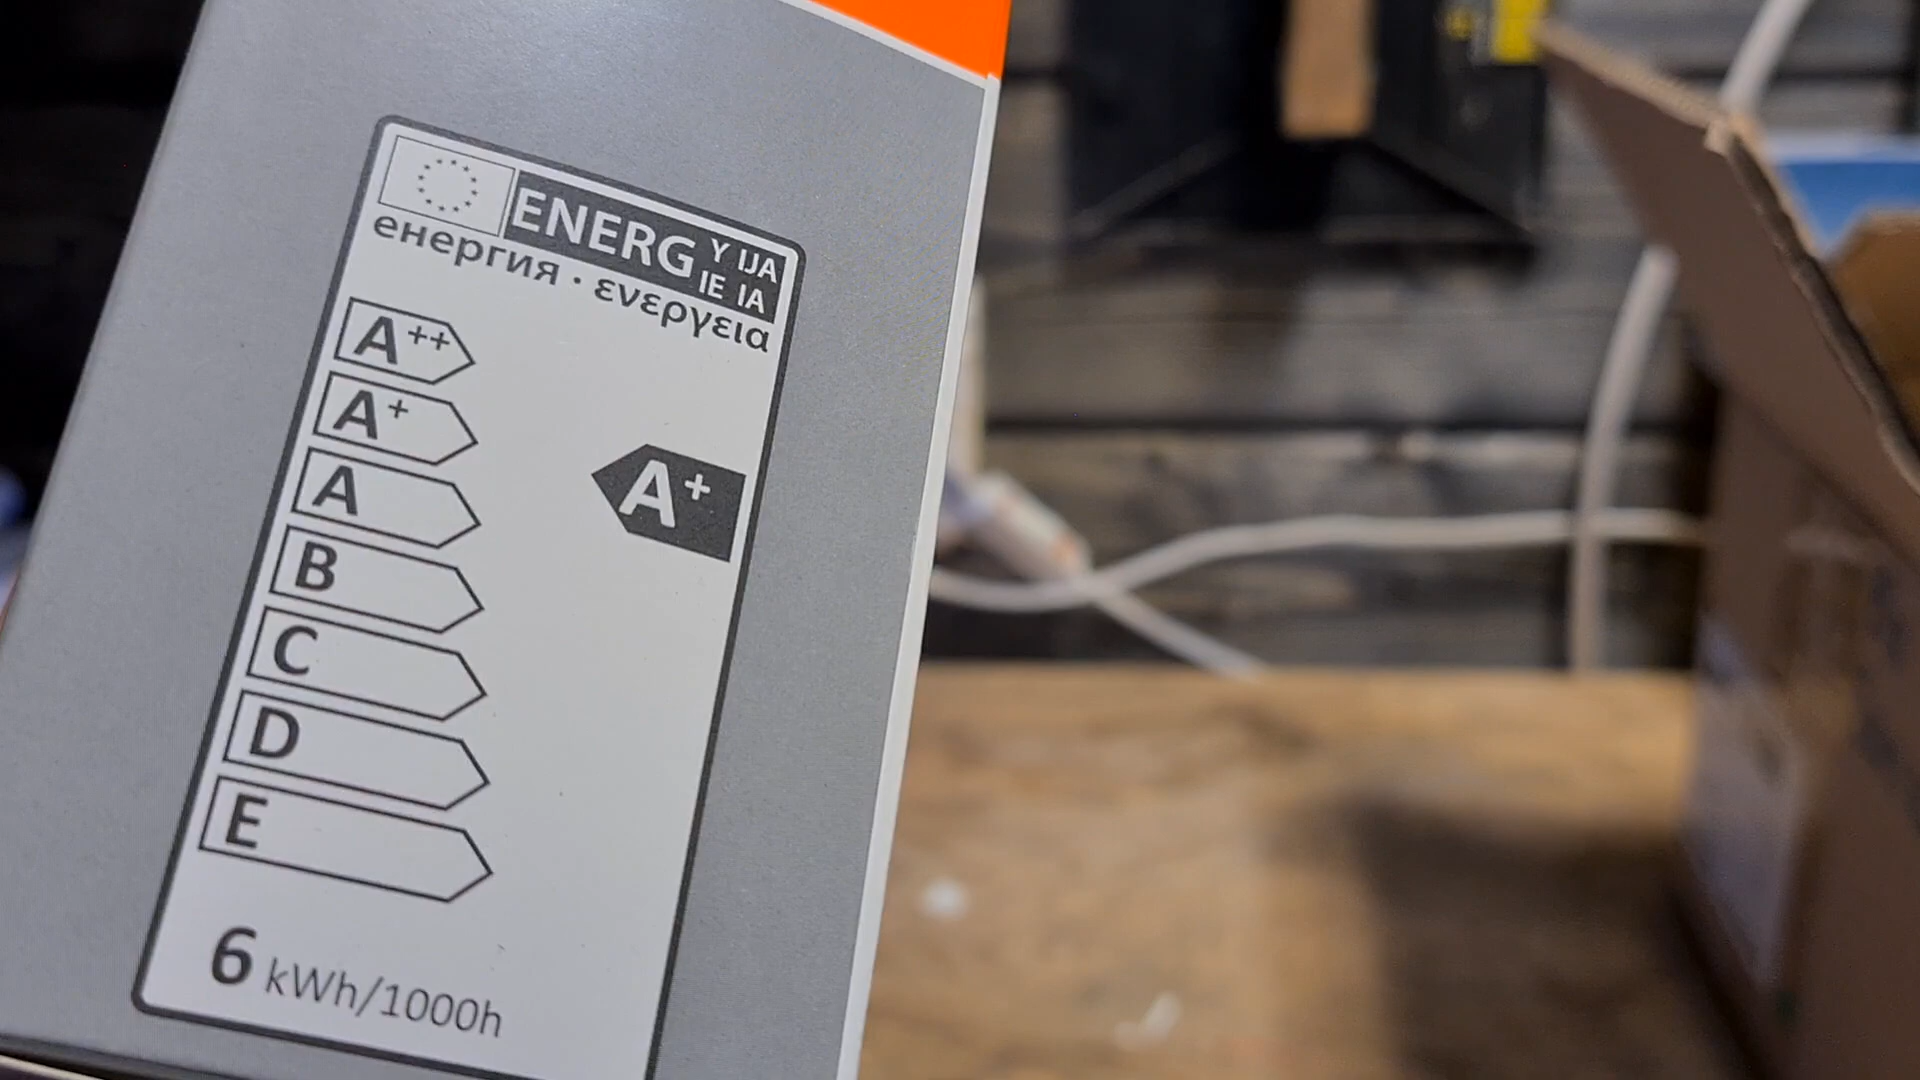 ENERG Y IJA
IE IA
енергия · ενεργεια
A++
A+
A+
A
B
C
D
E
6 kWh/1000h